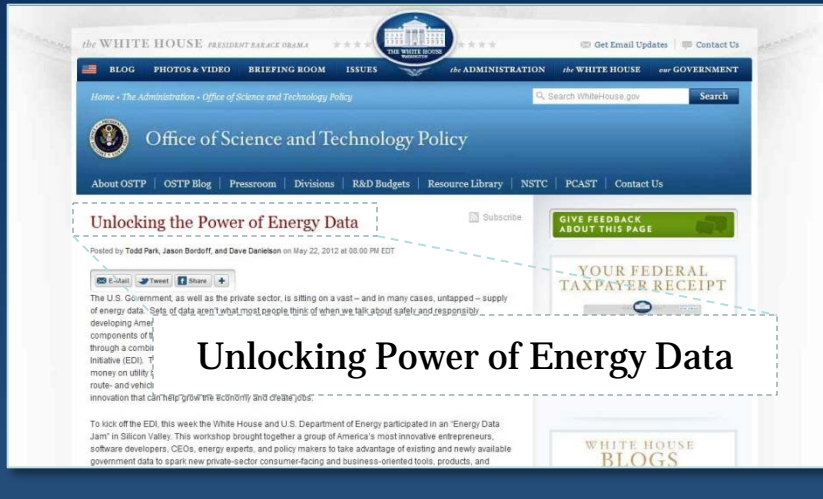 the WHITE HOUSE PRESIDENT BARACK OBAMA
THE WHITE HOUSE
WASHINGTON
Get Email Updates
Contact Us
BLOG PHOTOS & VIDEO BRIEFING ROOM ISSUES the ADMINISTRATION the WHITE HOUSE our GOVERNMENT
Home • The Administration • Office of Science and Technology Policy
Search WhiteHouse.gov
Search
Office of Science and Technology Policy
About OSTP | OSTP Blog | Pressroom | Divisions | R&D Budgets | Resource Library | NSTC | PCAST | Contact Us
Unlocking the Power of Energy Data
Subscribe
GIVE FEEDBACK
ABOUT THIS PAGE
Posted by Todd Park, Jason Bordoff, and Dave Danielson on May 22, 2012 at 08:00 PM EDT
E-Mail Tweet Share +
YOUR FEDERAL
TAXPAYER RECEIPT
The U.S. Government, as well as the private sector, is sitting on a vast – and in many cases, untapped – supply
of energy data. Sets of data aren't what most people think of when we talk about safely and responsibly
developing
components of
through a
Initiative (EDI).
money on utility
route- and
innovation that can help grow the economy and create jobs.
Unlocking Power of Energy Data
To kick off the EDI, this week the White House and U.S. Department of Energy participated in an "Energy Data
Jam" in Silicon Valley. This workshop brought together a group of America's most innovative entrepreneurs,
software developers, CEOs, energy experts, and policy makers to take advantage of existing and newly available
government data to spark new private-sector consumer-facing and business-oriented tools, products, and
WHITE HOUSE
BLOGS